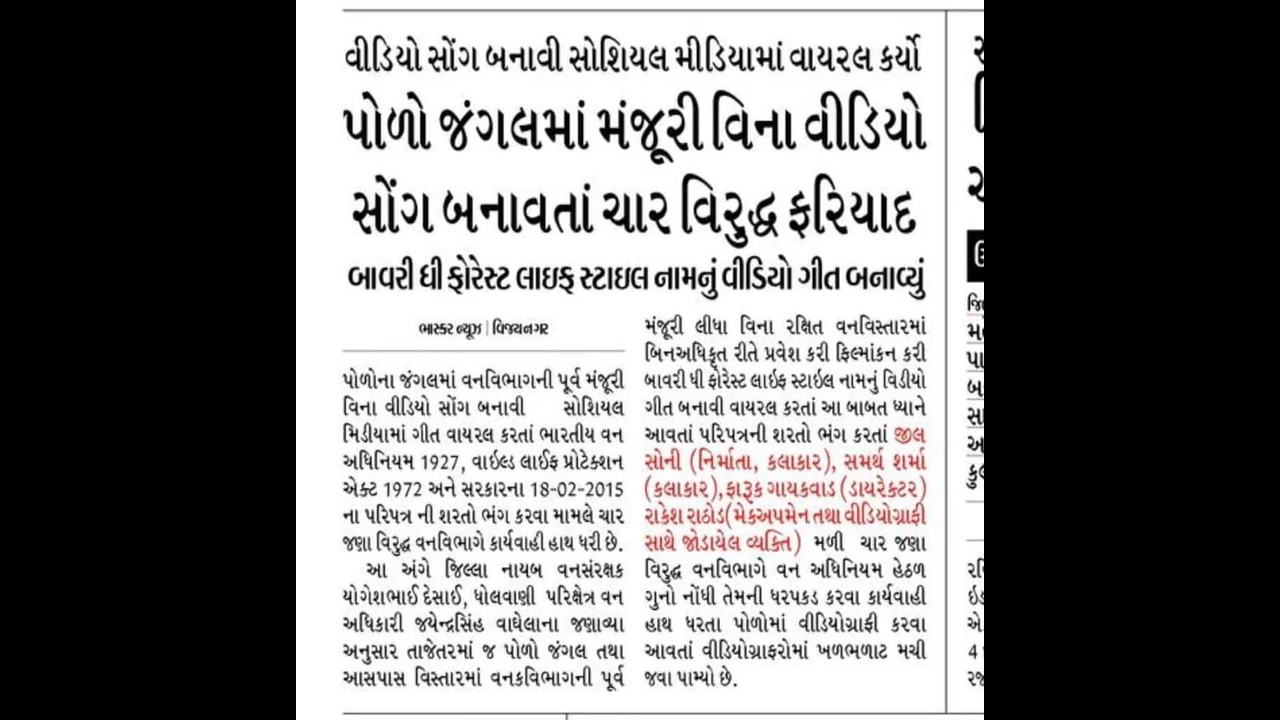 વીડિયો સોંગ બનાવી સોશિયલ મીડિયામાં વાયરલ કર્યો
પોળો જંગલમાં મંજૂરી વિના વીડિયો
સોંગ બનાવતાં ચાર વિરુદ્ધ ફરિયાદ
બાવરી ધી ફોરેસ્ટ લાઇફ સ્ટાઇલ નામનું વીડિયો ગીત બનાવ્યું
ભાસ્કર ન્યૂઝ | વિજયનગર
પોળોના જંગલમાં વનવિભાગની પૂર્વ મંજૂરી
વિના વીડિયો સોંગ બનાવી સોશિયલ
મિડીયામાં ગીત વાયરલ કરતાં ભારતીય વન
અધિનિયમ 1927, વાઇલ્ડ લાઈફ પ્રોટેક્શન
એક્ટ 1972 અને સરકારના 18-02-2015
ના પરિપત્ર ની શરતો ભંગ કરવા મામલે ચાર
જણા વિરુદ્ધ વનવિભાગે કાર્યવાહી હાથ ધરી છે.
આ અંગે જિલ્લા નાયબ વનસંરક્ષક
યોગેશભાઈ દેસાઈ, ધોલવાણી પરિક્ષેત્ર વન
અધિકારી જયેન્દ્રસિંહ વાઘેલાના જણાવ્યા
અનુસાર તાજેતરમાં જ પોળો જંગલ તથા
આસપાસ વિસ્તારમાં વનકવિભાગની પૂર્વ
મંજૂરી લીધા વિના રક્ષિત વનવિસ્તારમાં
બિનઅધિકૃત રીતે પ્રવેશ કરી ફિલ્માંકન કરી
બાવરી ધી ફોરેસ્ટ લાઇફ સ્ટાઇલ નામનું વિડીયો
ગીત બનાવી વાયરલ કરતાં આ બાબત ધ્યાને
આવતાં પરિપત્રની શરતો ભંગ કરતાં જીલ
સોની (નિર્માતા, કલાકાર), સમર્થ શર્મા
(કલાકાર),ફારૂક ગાયકવાડ (ડાયરેક્ટર)
રાકેશ રાઠોડ(મેકઅપમેન તથા વીડિયોગ્રાફી
સાથે જોડાયેલ વ્યક્તિ) મળી ચાર જણા
વિરુદ્ધ વનવિભાગે વન અધિનિયમ હેઠળ
ગુનો નોંધી તેમની ધરપકડ કરવા કાર્યવાહી
હાથ ધરતા પોળોમાં વીડિયોગ્રાફી કરવા
આવતાં વીડિયોગ્રાફરોમાં ખળભળાટ મચી
જવા પામ્યો છે.